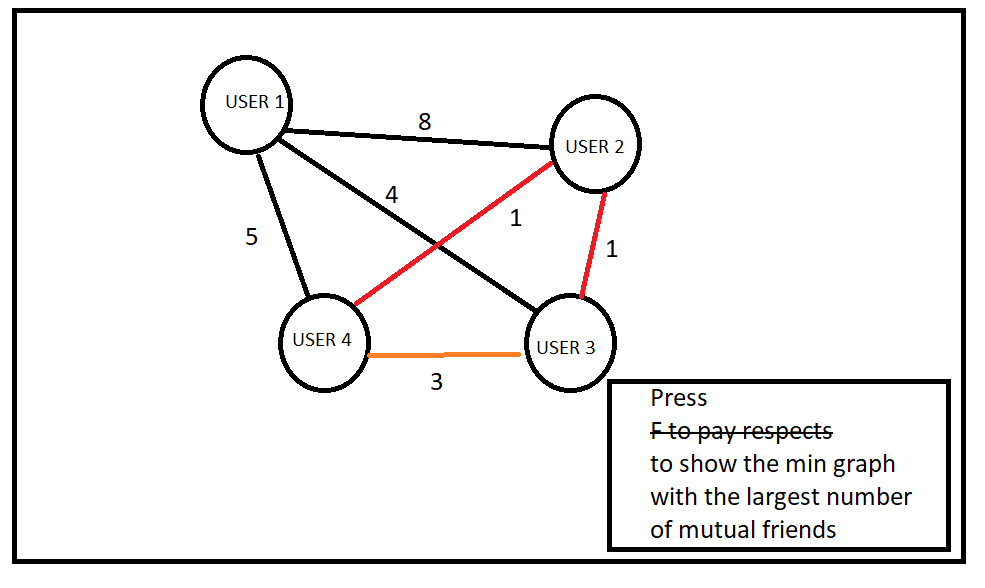 USER 1
8
USER 2
4
1
5
1
USER 4
USER 3
3
Press
F to pay respects
to show the min graph
with the largest number
of mutual friends